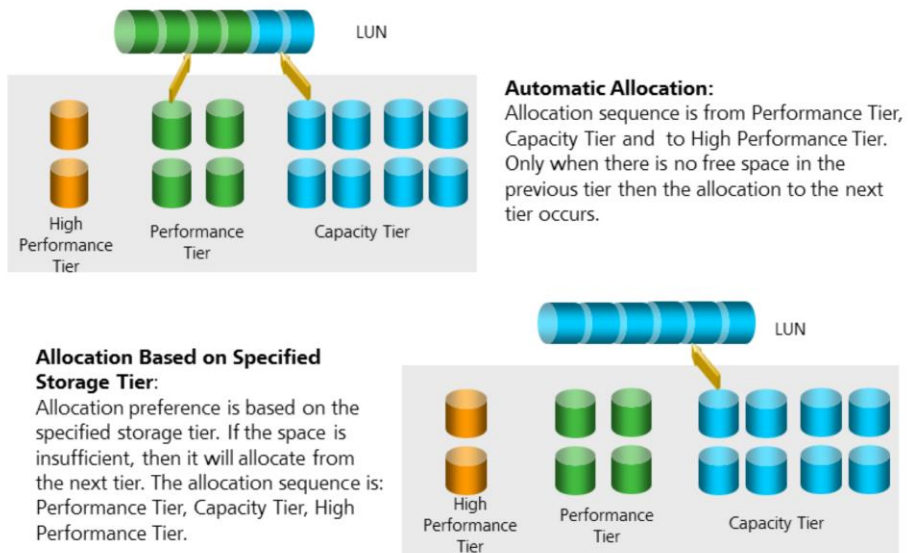 LUN
High
Performance
Tier
Performance
Tier
Capacity Tier
Automatic Allocation:
Allocation sequence is from Performance Tier,
Capacity Tier and to High Performance Tier.
Only when there is no free space in the
previous tier then the allocation to the next
tier occurs.
Allocation Based on Specified
Storage Tier:
Allocation preference is based on the
specified storage tier. If the space is
insufficient, then it will allocate from
the next tier. The allocation sequence is:
Performance Tier, Capacity Tier, High
Performance Tier.
LUN
High
Performance
Tier
Performance
Tier
Capacity Tier